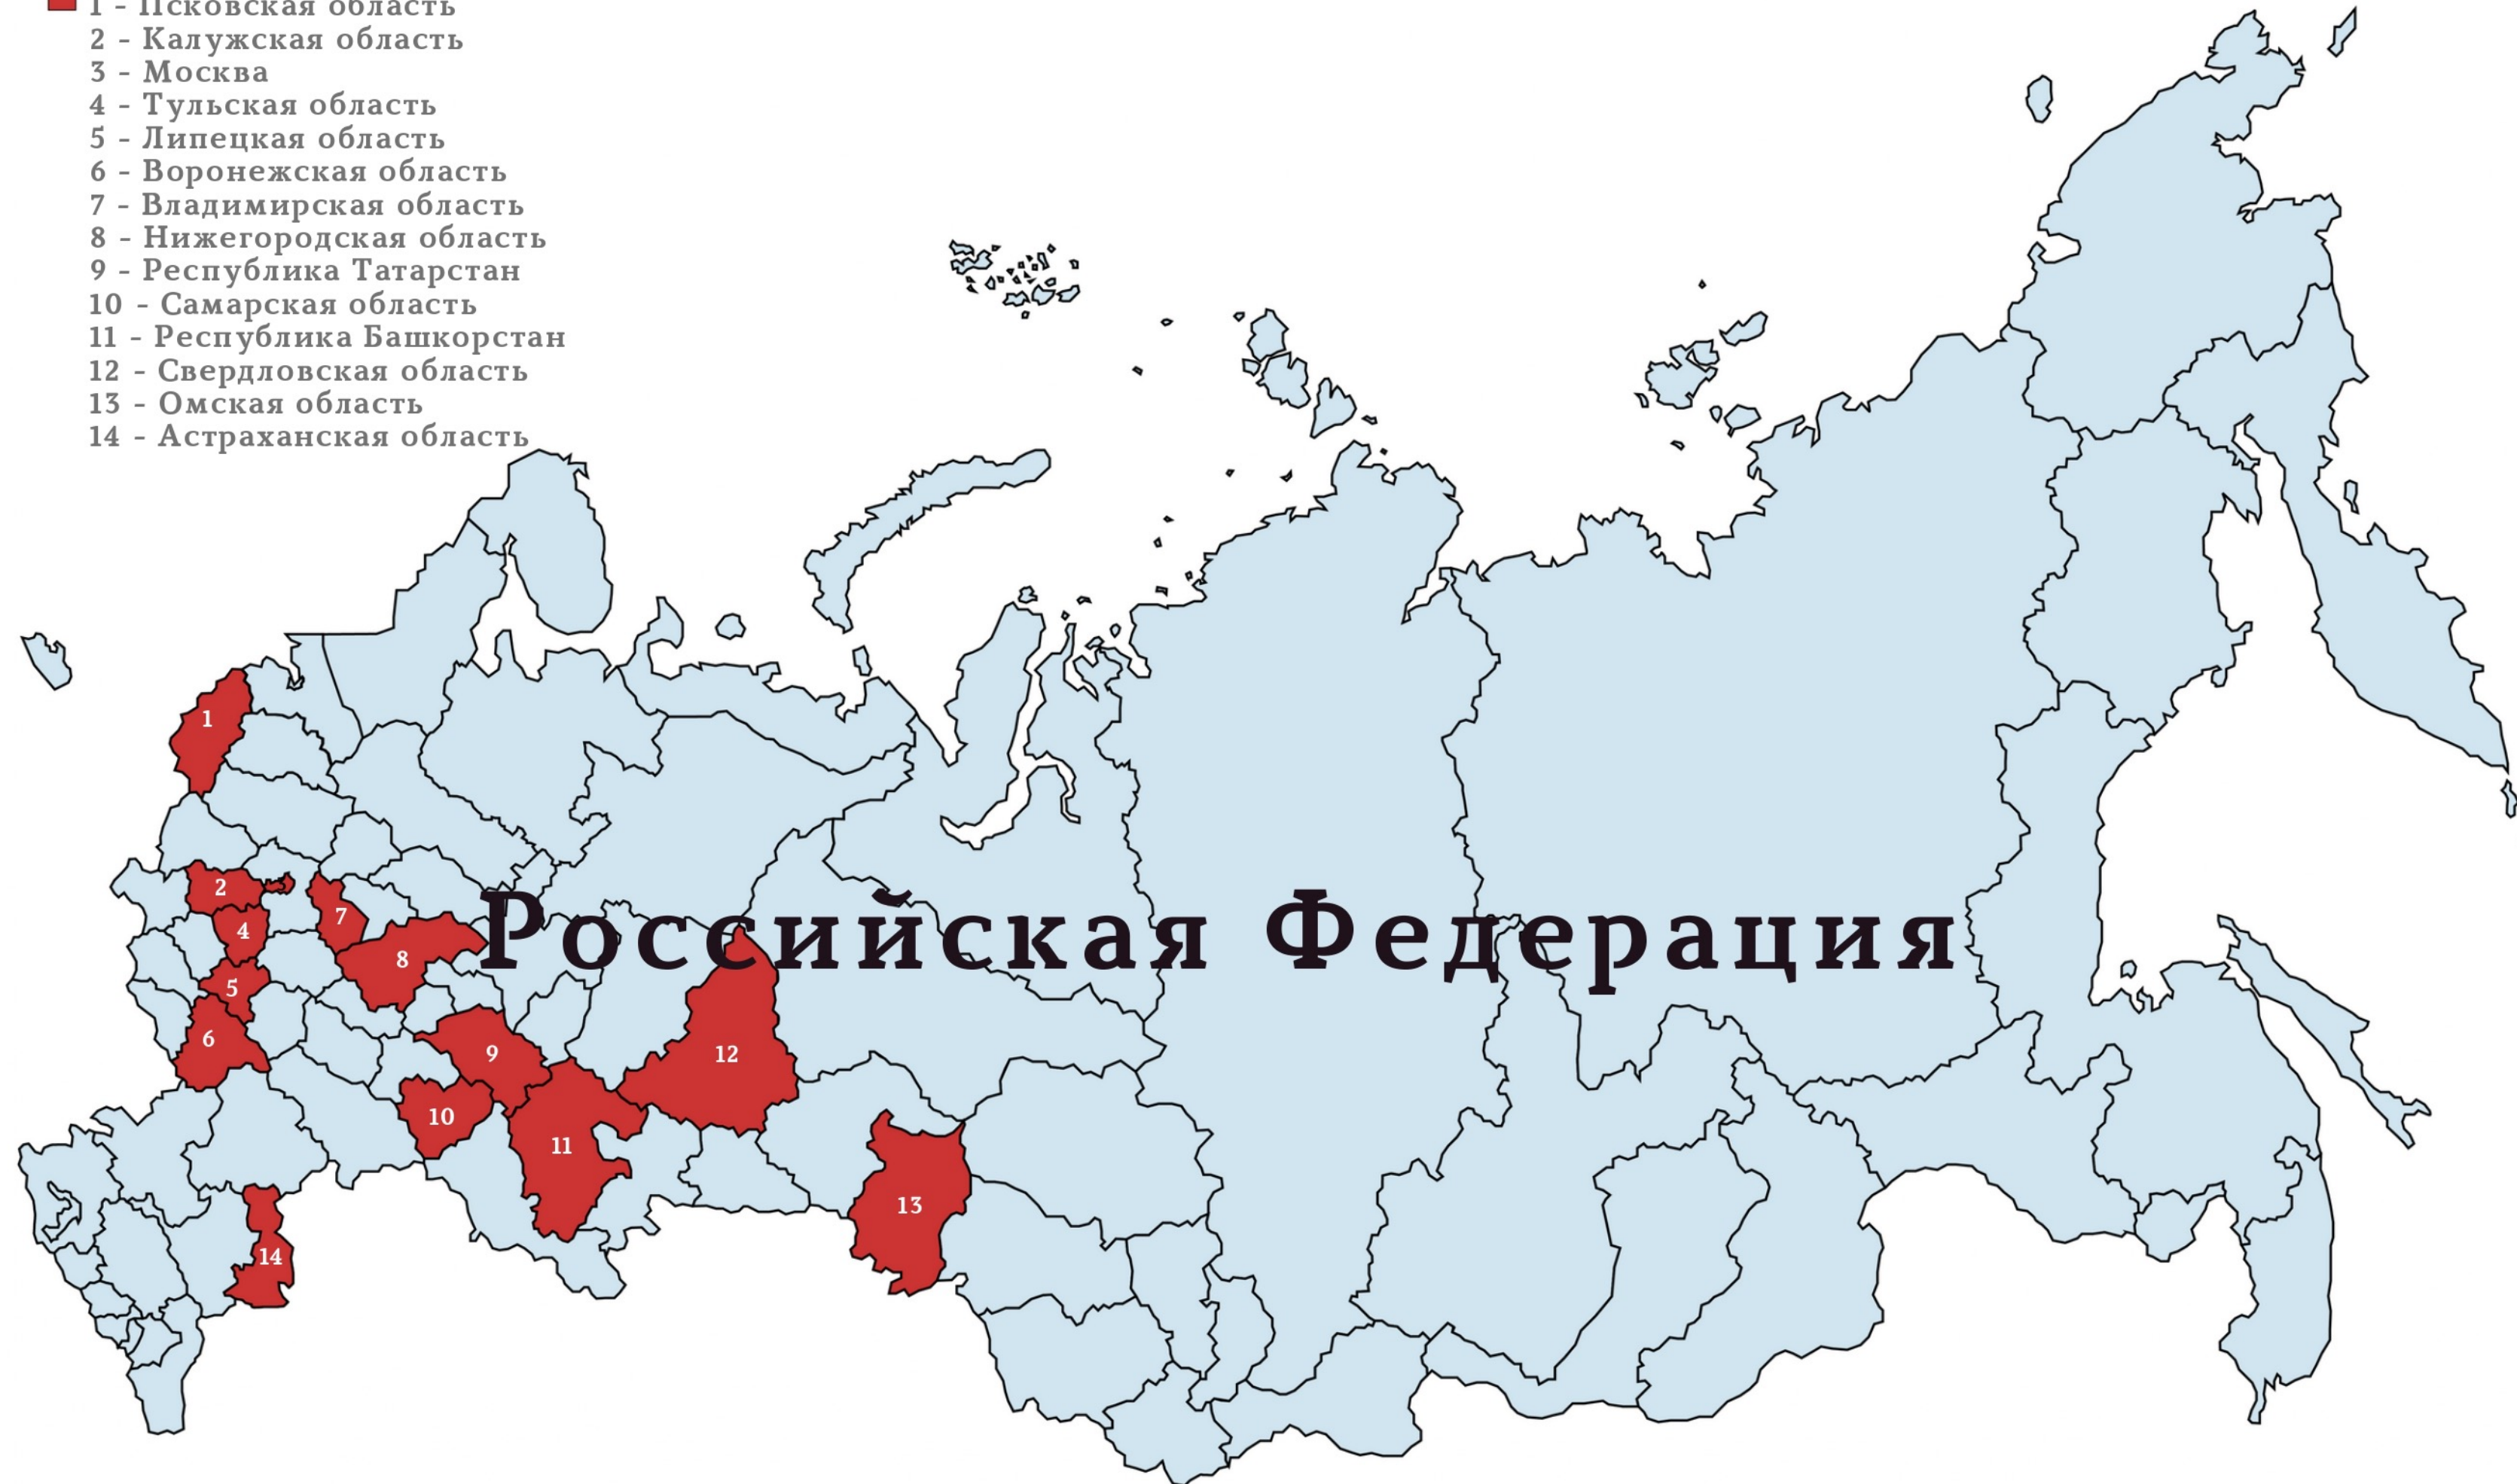 1 - Псковская область
2 - Калужская область
3 - Москва
4 - Тульская область
5 - Липецкая область
6 - Воронежская область
7 - Владимирская область
8 - Нижегородская область
9 - Республика Татарстан
10 - Самарская область
11 - Республика Башкорстан
12 - Свердловская область
13 - Омская область
14 - Астраханская область
1
2
7
4
8
Российская Федерация
5
6
9
12
10
11
13
14